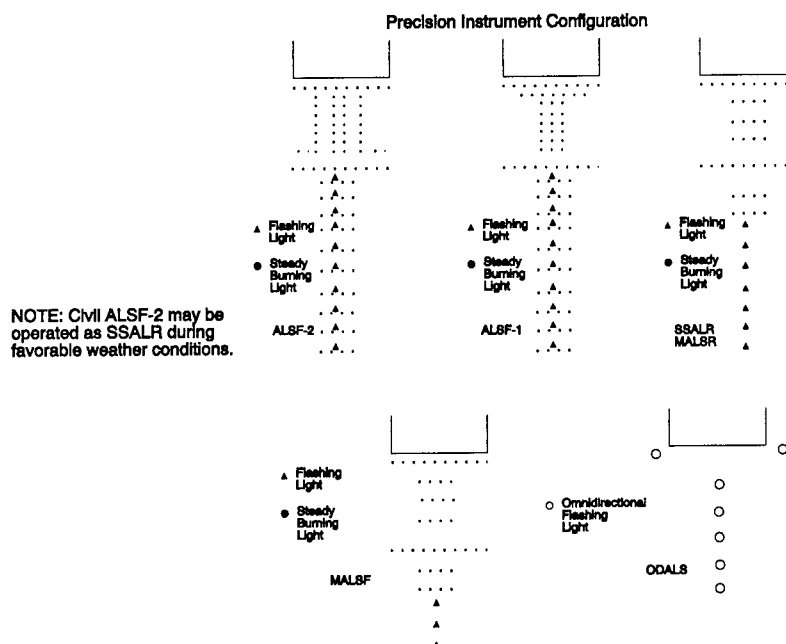 Precision Instrument Configuration
Flashing
Light
Steady
Burning
Light
ALSF-2
Flashing
Light
Steady
Burning
Light
ALSF-1
Flashing
Light
Steady
Burning
Light
SSALR
MALSR
NOTE: Civil ALSF-2 may be
operated as SSALR during
favorable weather conditions.
Flashing
Light
Steady
Burning
Light
MALSF
Omnidirectional
Flashing
Light
ODALS